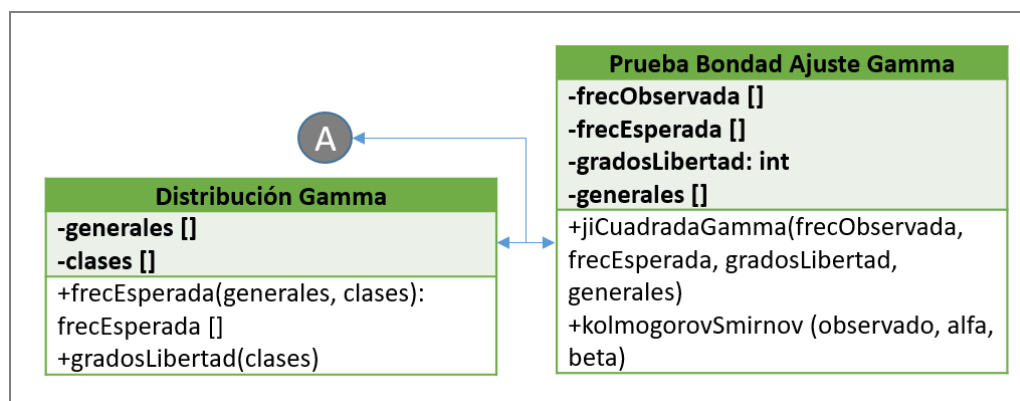 A
Distribución Gamma
-generales []
-clases []
+frecEsperada(generales, clases):
frecEsperada []
+gradosLibertad(clases)
Prueba Bondad Ajuste Gamma
-frecObservada []
-frecEsperada []
-gradosLibertad: int
-generales []
+jiCuadradaGamma(frecObservada,
frecEsperada, gradosLibertad,
generales)
+kolmogorovSmirnov (observado, alfa,
beta)